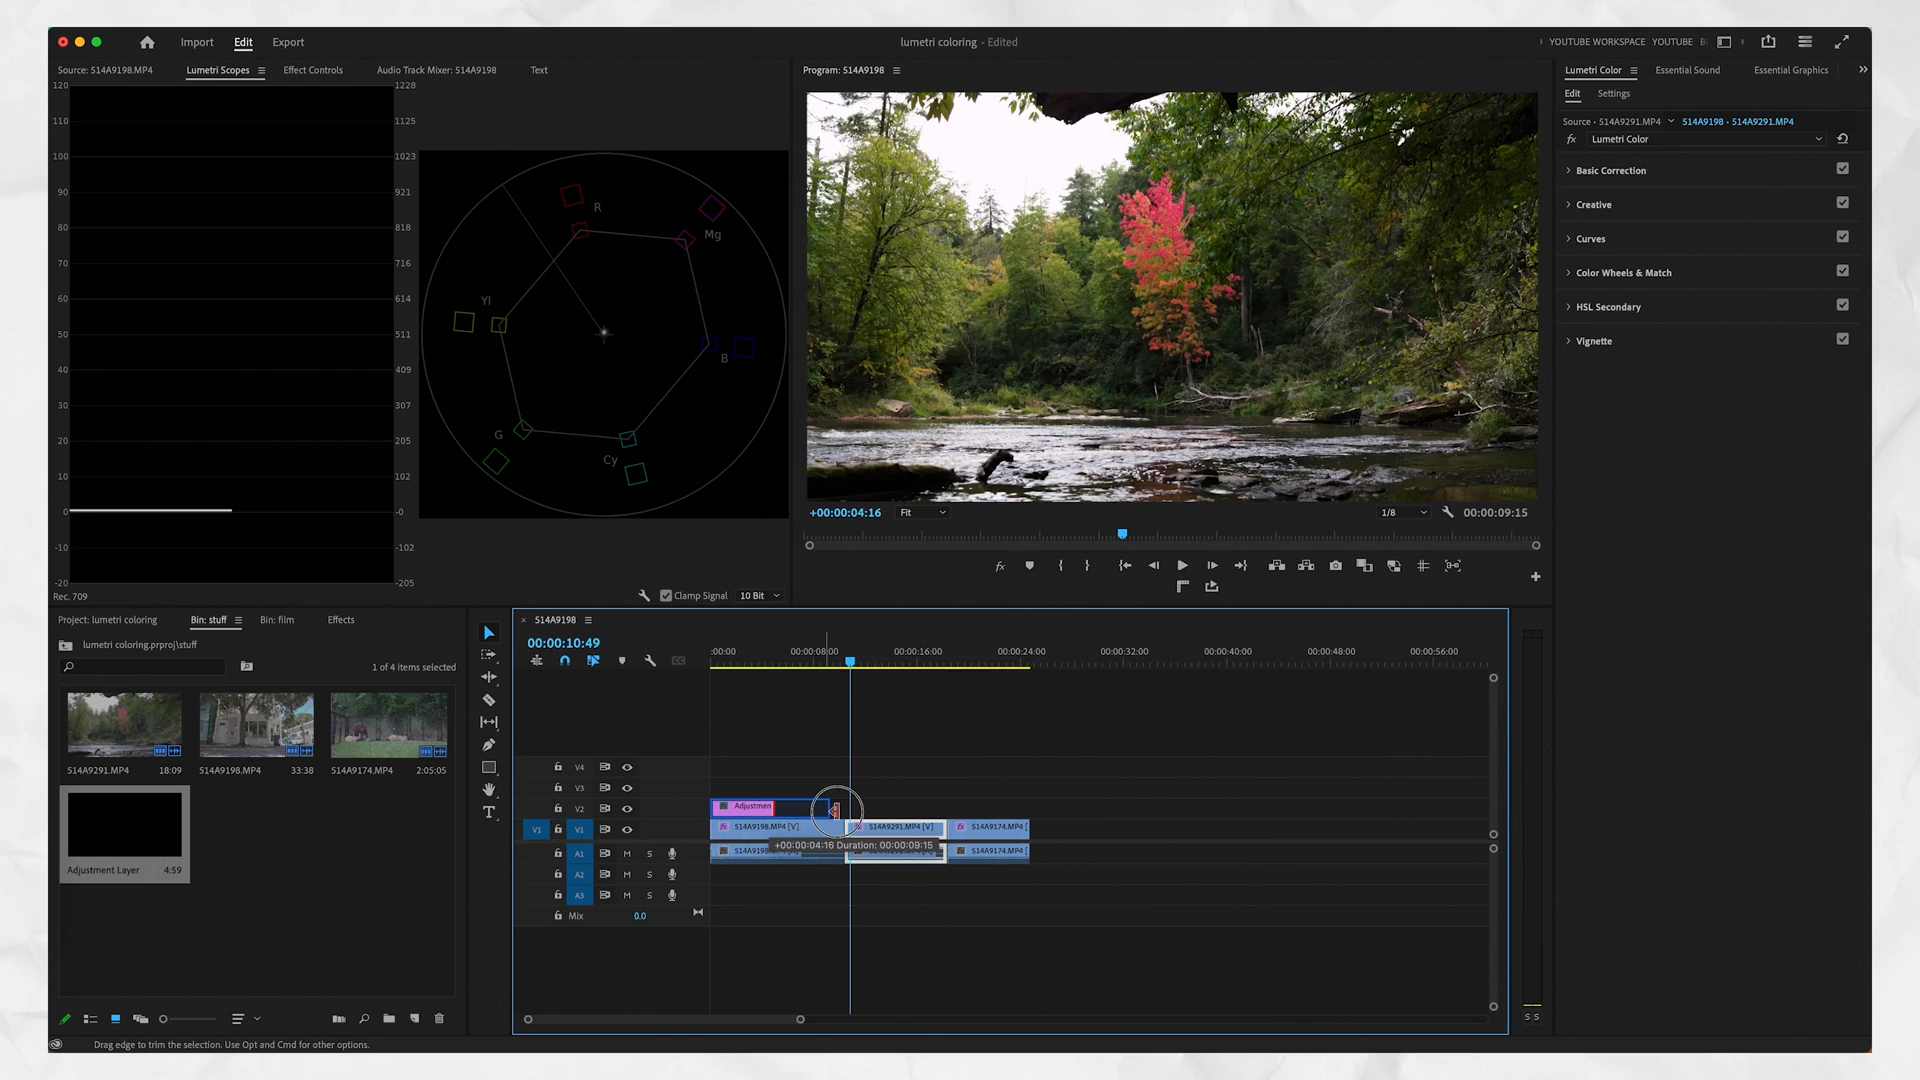 Import Edit Export
lumetri coloring - Edited
YOUTUBE WORKSPACE YOUTUBE B
Source: 514A9198.MP4 Lumetri Scopes Effect Controls Audio Track Mixer: 514A9198 Text
Program: 514A9198
Lumetri Color Essential Sound Essential Graphics
Edit Settings
Source · 514A9291.MP4 514A9198 · 514A9291.MP4
fx Lumetri Color
Basic Correction
Creative
Curves
Color Wheels & Match
HSL Secondary
Vignette
120 1228
110 1125
100 1023
90 921
80 818
70 716
60 614
50 511
40 409
30 307
20 205
10 102
0 -0
-10 -102
-20 -205
R
Mg
Yl
B
G
Cy
Rec. 709
Clamp Signal 10 Bit
+00:00:04:16 Fit 1/8 00:00:09:15
fx
Project: lumetri coloring Bin: stuff Bin: film Effects
lumetri coloring.prproj\stuff
1 of 4 items selected
514A9291.MP4 18:09
514A9198.MP4 33:38
514A9174.MP4 2:05:05
Adjustment Layer 4:59
× 514A9198
00:00:10:49
:00:00 00:00:08:00 00:00:16:00 00:00:24:00 00:00:32:00 00:00:40:00 00:00:48:00 00:00:56:00
V4
V3
V2 Adjustmen
V1 V1 514A9198.MP4 [V] 514A9291.MP4 [V] 514A9174.MP4 [
+00:00:04:16 Duration: 00:00:09:15
A1 M S 514A9198 514A9174.MP4 [
A2 M S
A3 M S
Mix 0.0
S S
Drag edge to trim the selection. Use Opt and Cmd for other options.